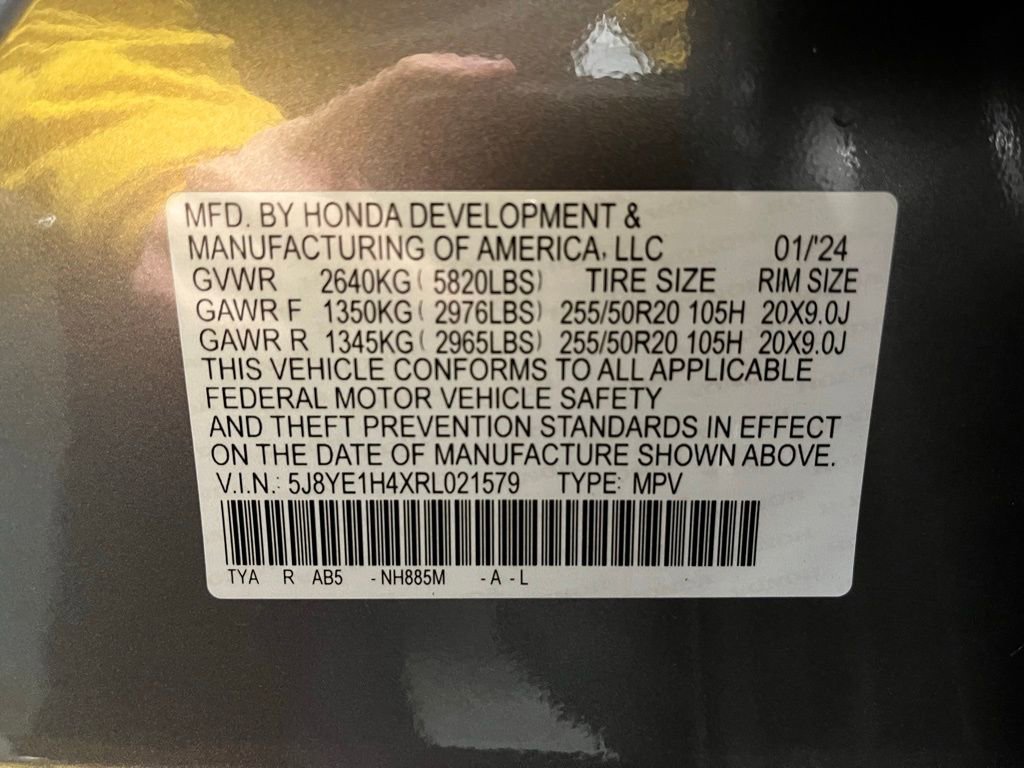 MFD. BY HONDA DEVELOPMENT &
MANUFACTURING OF AMERICA, LLC 01/'24
GVWR 2640KG( 5820LBS) TIRE SIZE RIM SIZE
GAWR F 1350KG( 2976LBS) 255/50R20 105H 20X9.0J
GAWR R 1345KG( 2965LBS) 255/50R20 105H 20X9.0J
THIS VEHICLE CONFORMS TO ALL APPLICABLE
FEDERAL MOTOR VEHICLE SAFETY
AND THEFT PREVENTION STANDARDS IN EFFECT
ON THE DATE OF MANUFACTURE SHOWN ABOVE.
V.I.N.: 5J8YE1H4XRL021579 TYPE: MPV
TYA R AB5 -NH885M -A-L